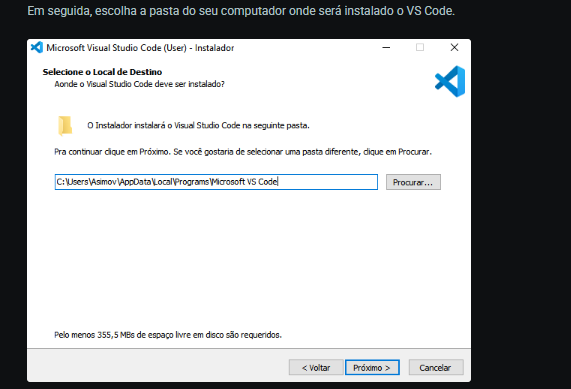 Em seguida, escolha a pasta do seu computador onde será instalado o VS Code.
Microsoft Visual Studio Code (User) - Instalador
Selecione o Local de Destino
Aonde o Visual Studio Code deve ser instalado?
O Instalador instalará o Visual Studio Code na seguinte pasta.
Pra continuar clique em Próximo. Se você gostaria de selecionar uma pasta diferente, clique em Procurar.
C:\Users\Asimov\AppData\Local\Programs\Microsoft VS Code
Procurar...
Pelo menos 355,5 MBs de espaço livre em disco são requeridos.
< Voltar
Próximo >
Cancelar